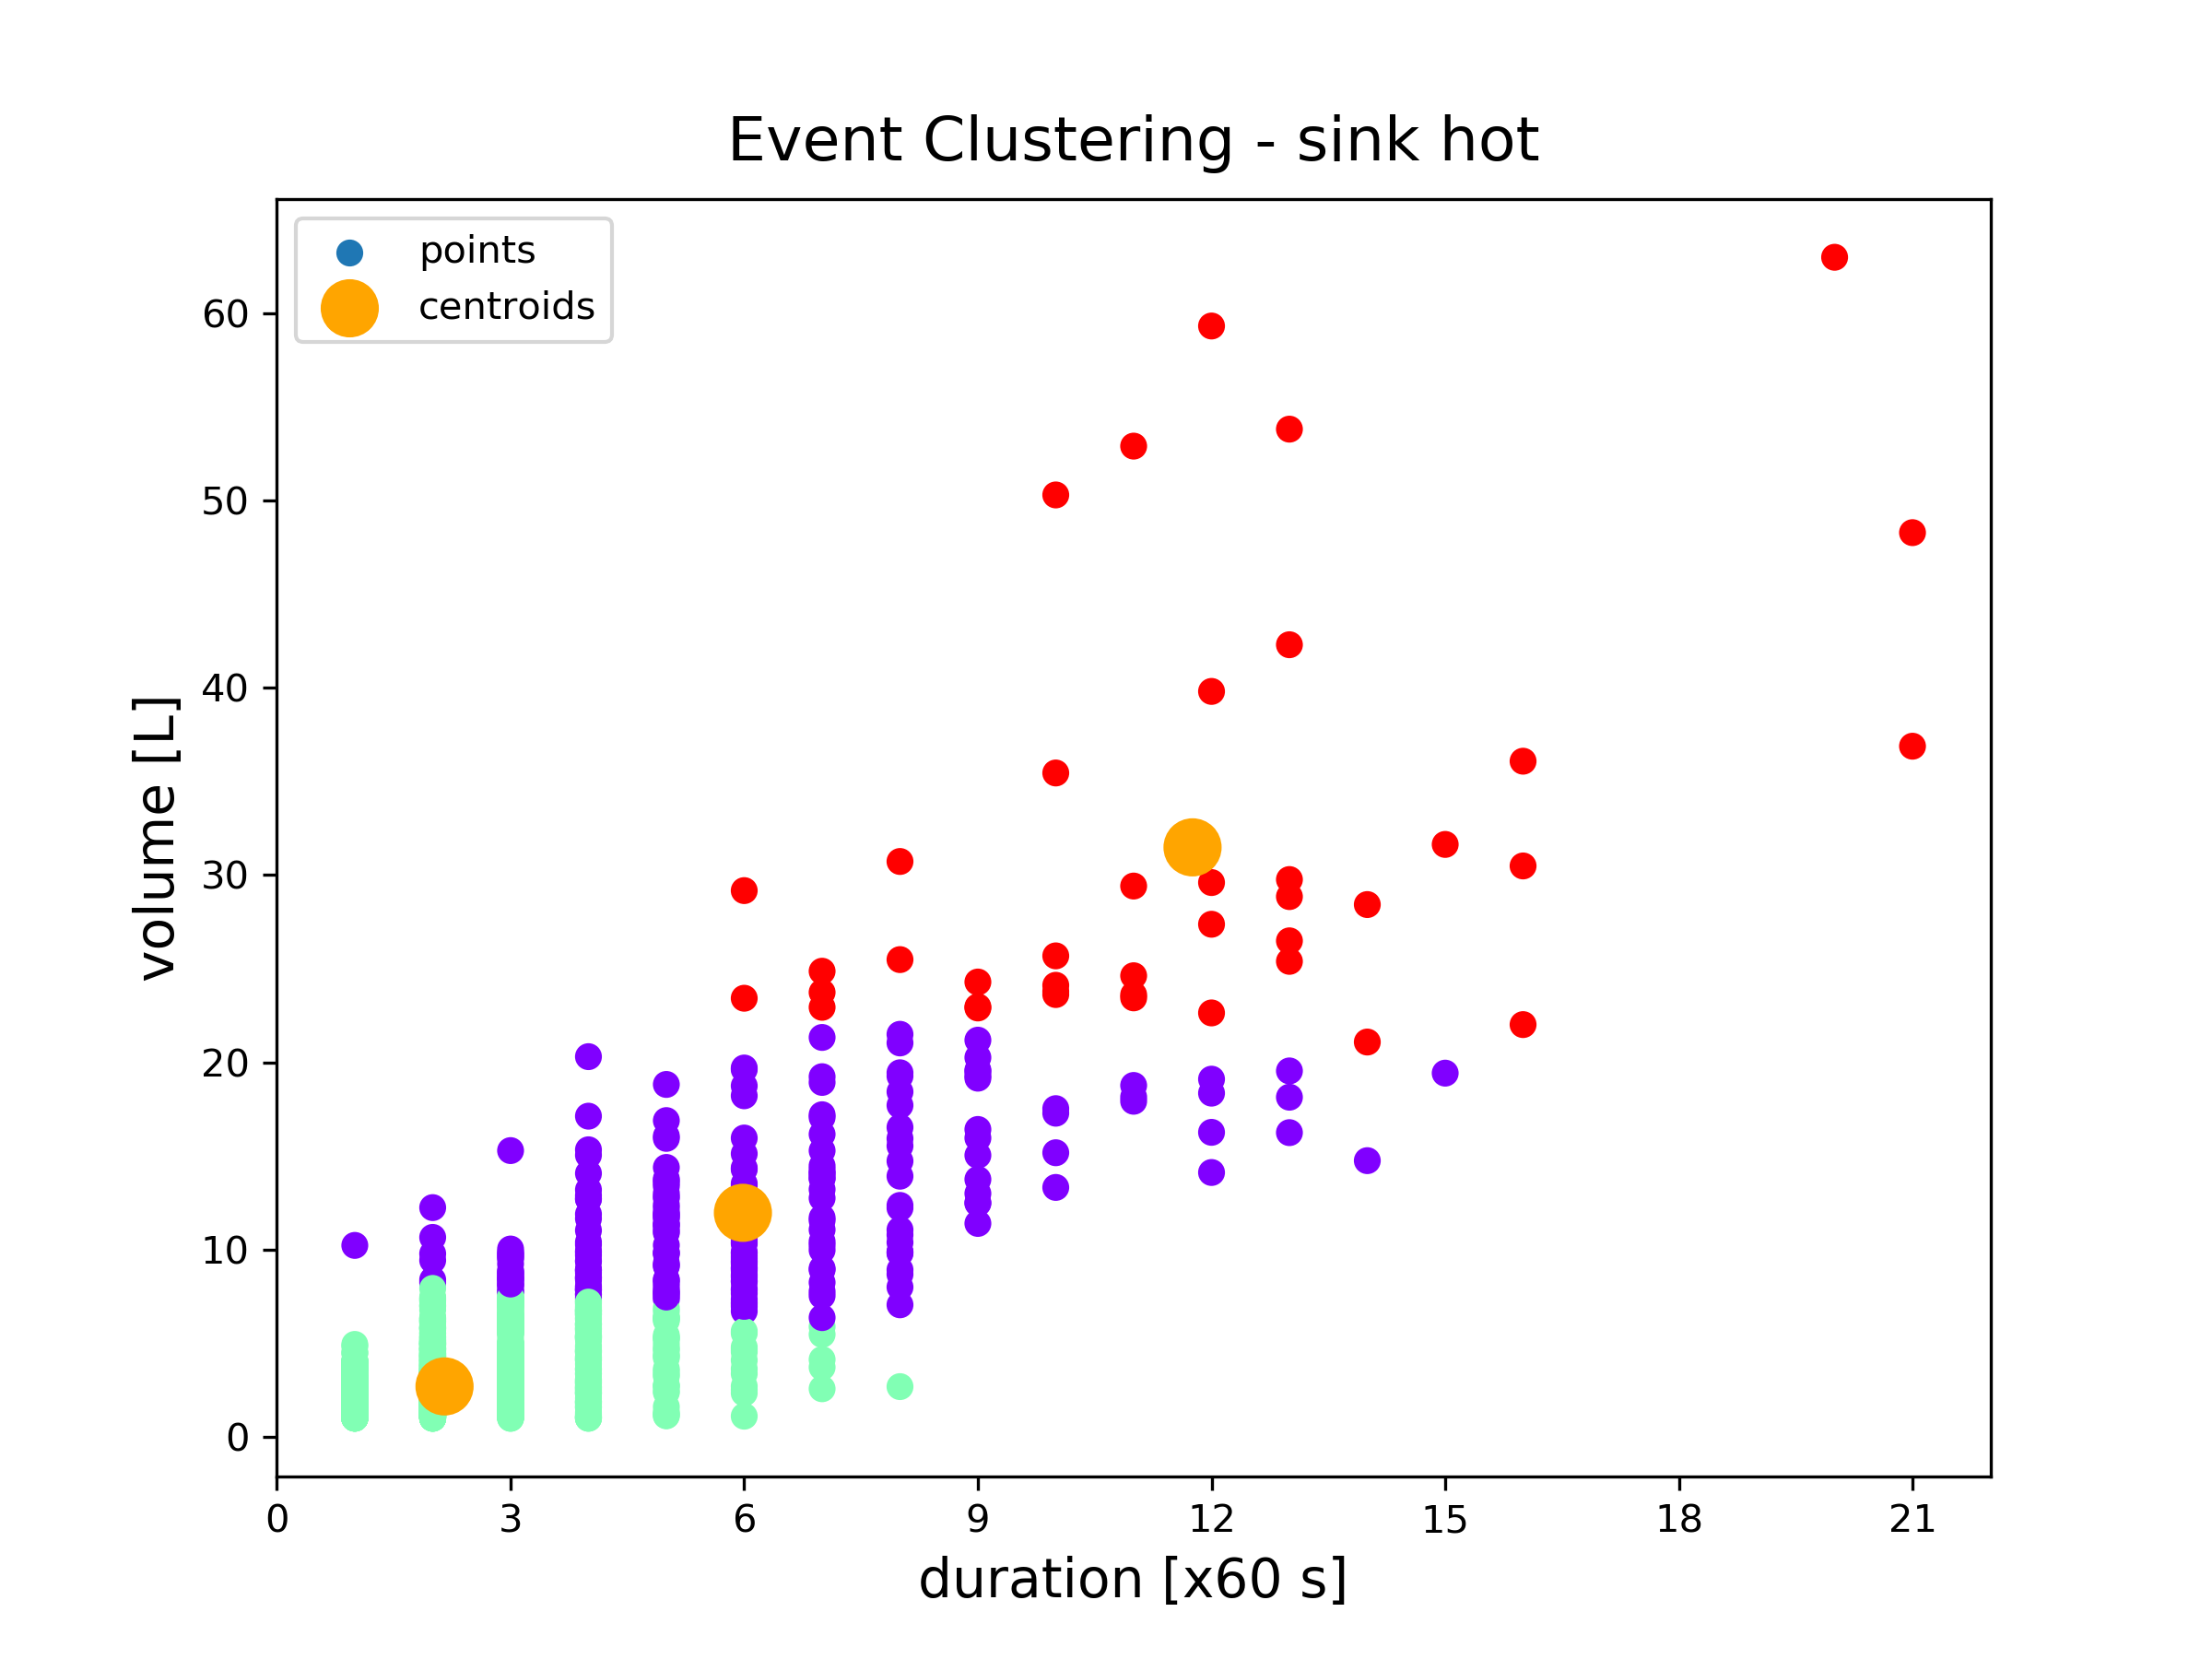 Event Clustering - sink hot
points
centroids
volume [L]
60
50
40
30
20
10
0
0 3 6 9 12 15 18 21
duration [x60 s]